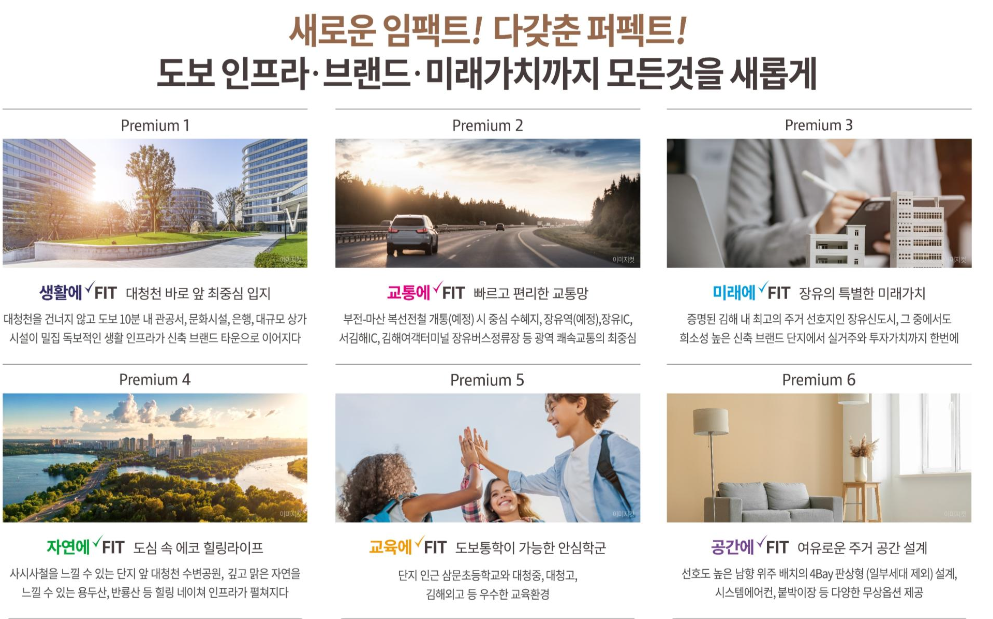 새로운 임팩트! 다갖춘 퍼펙트!
도보 인프라·브랜드·미래가치까지 모든것을 새롭게
Premium 1
이미지컷
생활에 FIT 대청천 바로 앞 최중심 입지
대청천을 건너지 않고 도보 10분 내 관공서, 문화시설, 은행, 대규모 상가
시설이 밀집 독보적인 생활 인프라가 신축 브랜드 타운으로 이어지다
Premium 2
이미지컷
교통에 FIT 빠르고 편리한 교통망
부전-마산 복선전철 개통(예정) 시 중심 수혜지, 장유역(예정),장유IC,
서김해IC, 김해여객터미널 장유버스정류장 등 광역 쾌속교통의 최중심
Premium 3
이미지컷
미래에 FIT 장유의 특별한 미래가치
증명된 김해 내 최고의 주거 선호지인 장유신도시, 그 중에서도
희소성 높은 신축 브랜드 단지에서 실거주와 투자가치까지 한번에
Premium 4
이미지컷
자연에 FIT 도심 속 에코 힐링라이프
사시사철을 느낄 수 있는 단지 앞 대청천 수변공원, 깊고 맑은 자연을
느낄 수 있는 용두산, 반룡산 등 힐링 네이쳐 인프라가 펼쳐지다
Premium 5
이미지컷
교육에 FIT 도보통학이 가능한 안심학군
단지 인근 삼문초등학교와 대청중, 대청고,
김해외고 등 우수한 교육환경
Premium 6
이미지컷
공간에 FIT 여유로운 주거 공간 설계
선호도 높은 남향 위주 배치의 4Bay 판상형 (일부세대 제외) 설계,
시스템에어컨, 붙박이장 등 다양한 무상옵션 제공